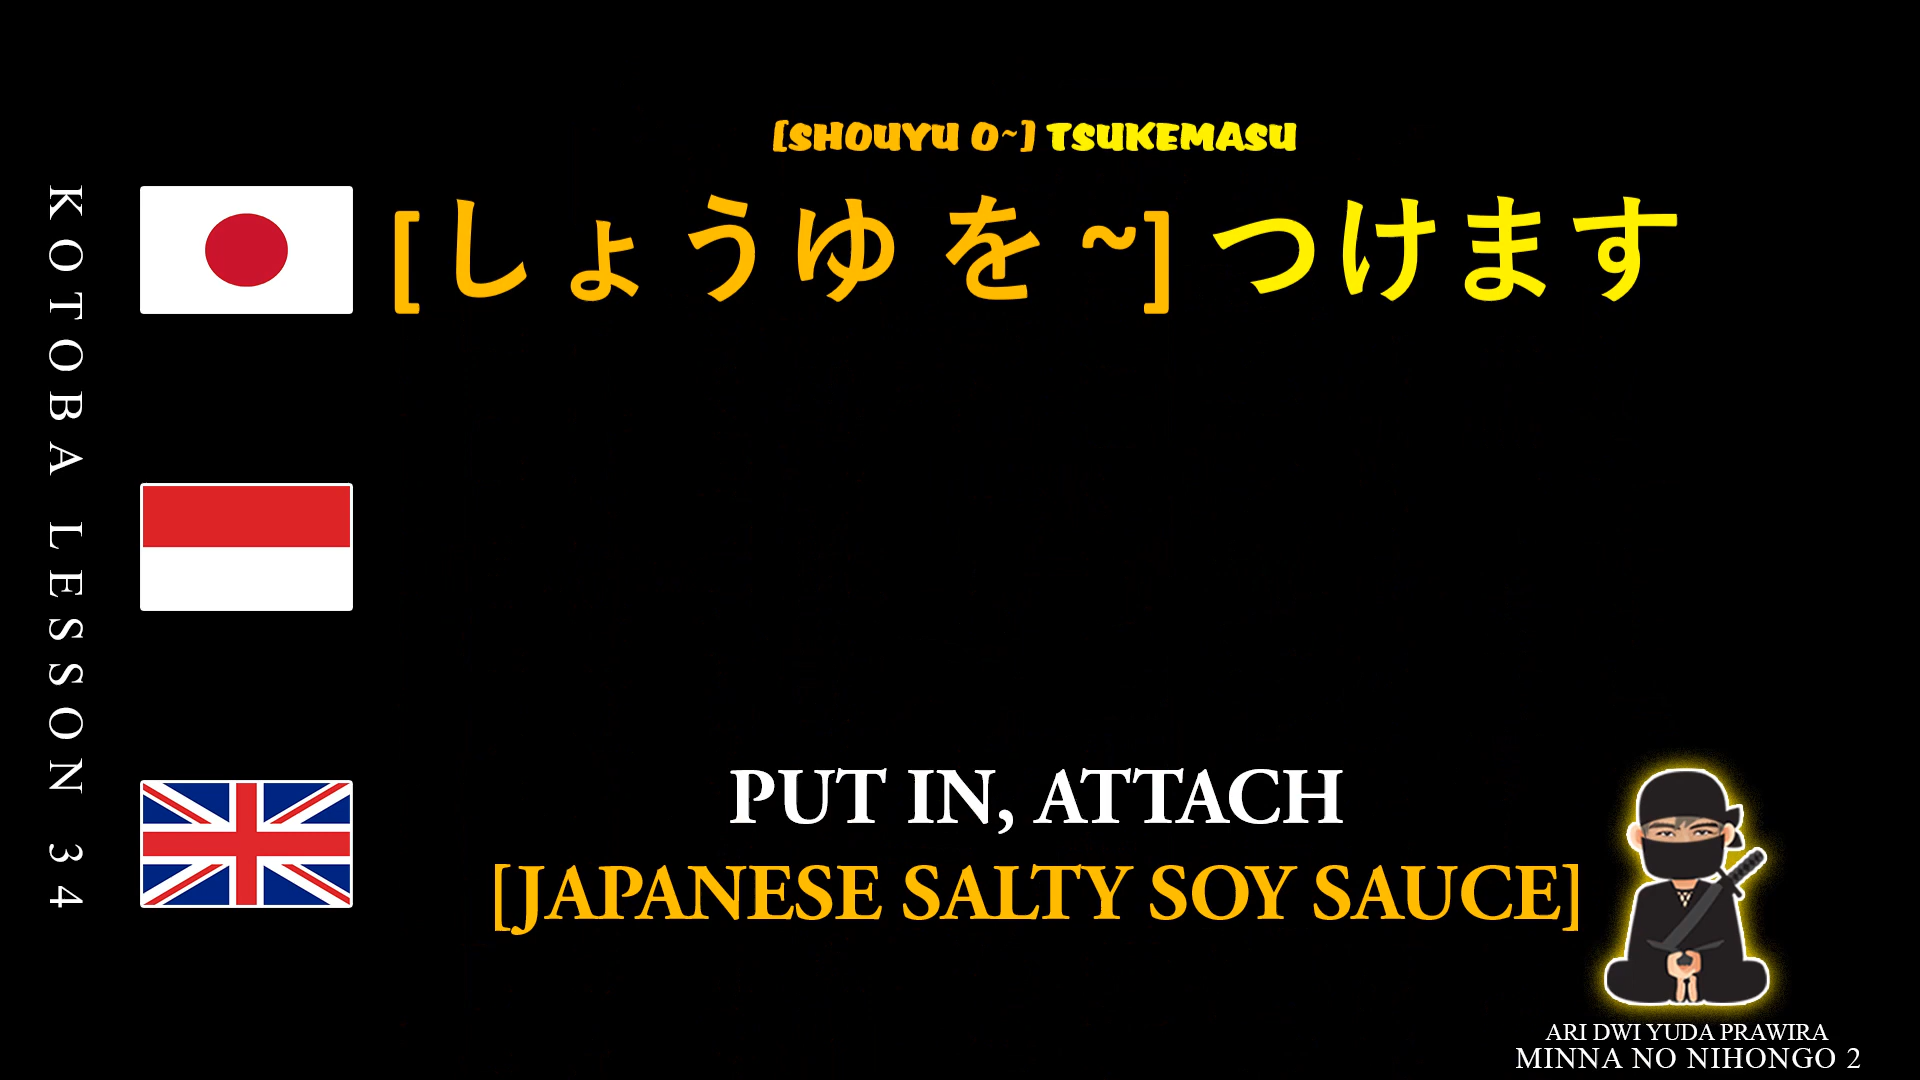 KOTOBA LESSON 34
[SHOUYU O~] TSUKEMASU
[しょうゆ を ~] つけます
PUT IN, ATTACH
[JAPANESE SALTY SOY SAUCE]
ARI DWI YUDA PRAWIRA
MINNA NO NIHONGO 2